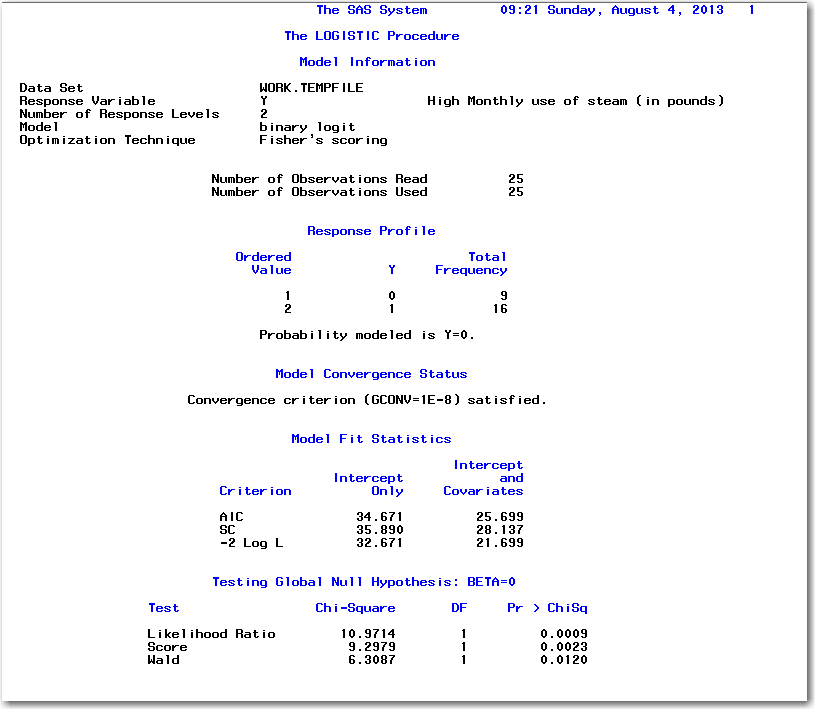 The SAS System 09:21 Sunday, August 4, 2013 1
The LOGISTIC Procedure
Model Information
Data Set WORK.TEMPFILE
Response Variable Y High Monthly use of steam (in pounds)
Number of Response Levels 2
Model binary logit
Optimization Technique Fisher's scoring
Number of Observations Read 25
Number of Observations Used 25
Response Profile
Ordered Total
Value Y Frequency
1 0 9
2 1 16
Probability modeled is Y=0.
Model Convergence Status
Convergence criterion (GCONV=1E-8) satisfied.
Model Fit Statistics
Intercept
Intercept and
Criterion Only Covariates
AIC 34.671 25.699
SC 35.890 28.137
-2 Log L 32.671 21.699
Testing Global Null Hypothesis: BETA=0
Test Chi-Square DF Pr > ChiSq
Likelihood Ratio 10.9714 1 0.0009
Score 9.2979 1 0.0023
Wald 6.3087 1 0.0120